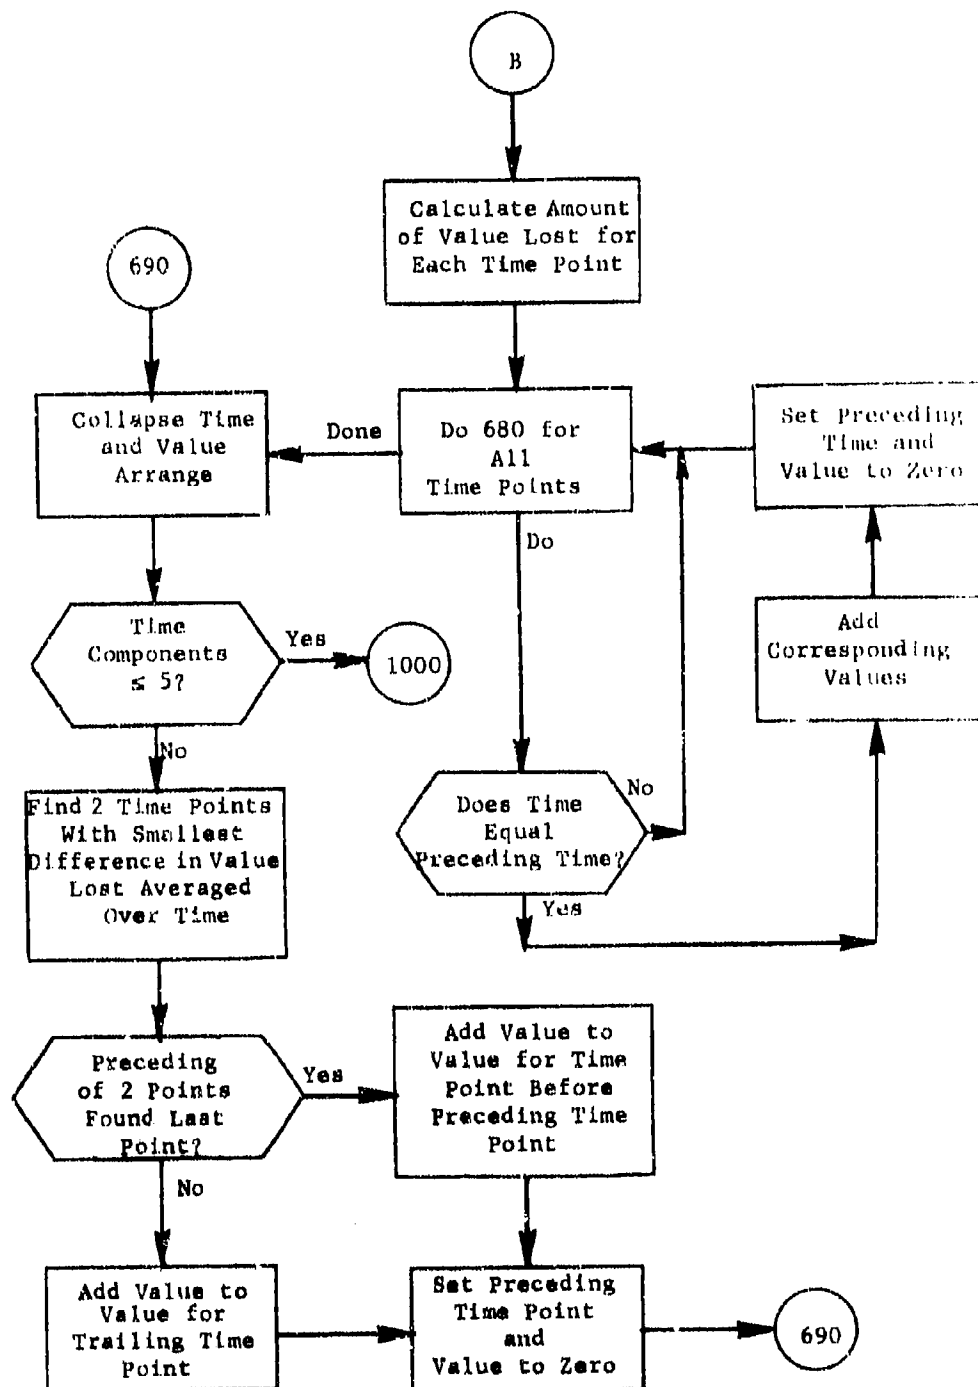 B
Calculate Amount
of Value Lost for
Each Time Point
690
Collapse Time
and Value
Arrange
Done
Do 680 for
All
Time Points
Set Preceding
Time and
Value to Zero
Do
Time
Components
≤ 5?
Yes
1000
Add
Corresponding
Values
No
Find 2 Time Points
With Smallest
Difference in Value
Lost Averaged
Over Time
Does Time
Equal
Preceding Time?
No
Yes
Preceding
of 2 Points
Found Last
Point?
Yes
Add Value to
Value for Time
Point Before
Preceding Time
Point
No
Add Value to
Value for
Trailing Time
Point
Set Preceding
Time Point
and
Value to Zero
690